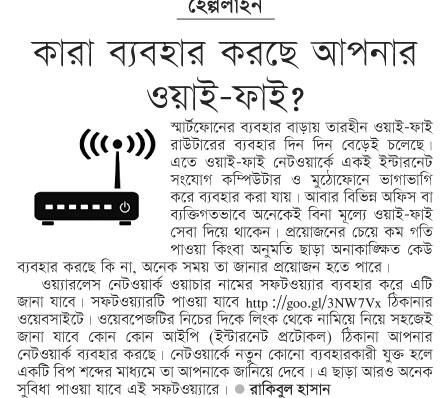 হেল্পলাইন
কারা ব্যবহার করছে আপনার
ওয়াই-ফাই?
স্মার্টফোনের ব্যবহার বাড়ায় তারহীন ওয়াই-ফাই
রাউটারের ব্যবহার দিন দিন বেড়েই চলেছে।
এতে ওয়াই-ফাই নেটওয়ার্কে একই ইন্টারনেট
সংযোগ কম্পিউটার ও মুঠোফোনে ভাগাভাগি
করে ব্যবহার করা যায়। আবার বিভিন্ন অফিস বা
ব্যক্তিগতভাবে অনেকেই বিনা মূল্যে ওয়াই-ফাই
সেবা দিয়ে থাকেন। প্রয়োজনের চেয়ে কম গতি
পাওয়া কিংবা অনুমতি ছাড়া অনাকাঙ্ক্ষিত কেউ
ব্যবহার করছে কি না, অনেক সময় তা জানার প্রয়োজন হতে পারে।
ওয়্যারলেস নেটওয়ার্ক ওয়াচার নামের সফটওয়্যার ব্যবহার করে এটি
জানা যাবে। সফটওয়্যারটি পাওয়া যাবে http://goo.gl/3NW7Vx ঠিকানার
ওয়েবসাইটে। ওয়েবপেজটির নিচের দিকে লিংক থেকে নামিয়ে নিয়ে সহজেই
জানা যাবে কোন কোন আইপি (ইন্টারনেট প্রটোকল) ঠিকানা আপনার
নেটওয়ার্ক ব্যবহার করছে। নেটওয়ার্কে নতুন কোনো ব্যবহারকারী যুক্ত হলে
একটি বিপ শব্দের মাধ্যমে তা আপনাকে জানিয়ে দেবে। এ ছাড়া আরও অনেক
সুবিধা পাওয়া যাবে এই সফটওয়্যারে। ● রাকিবুল হাসান